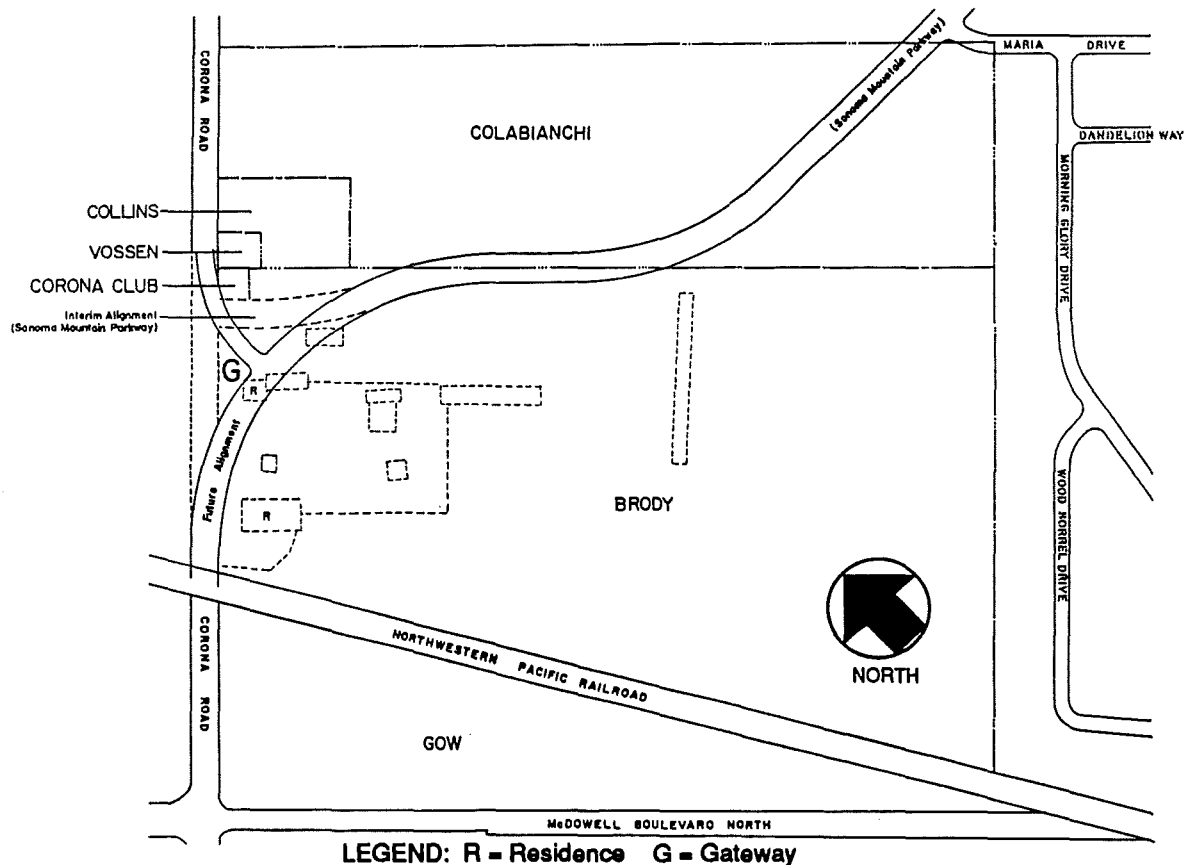 CORONA ROAD
(Sonoma Mountain Parkway)
MARIA DRIVE
DANDELION WAY
COLABIANCHI
MORNING GLORY DRIVE
COLLINS
VOSSEN
CORONA CLUB
Interim Alignment
(Sonoma Mountain Parkway)
G
R
Future Alignment
R
BRODY
WOOD NORREL DRIVE
NORTH
CORONA ROAD
NORTHWESTERN PACIFIC RAILROAD
GOW
McDOWELL BOULEVARD NORTH
LEGEND: R = Residence G = Gateway